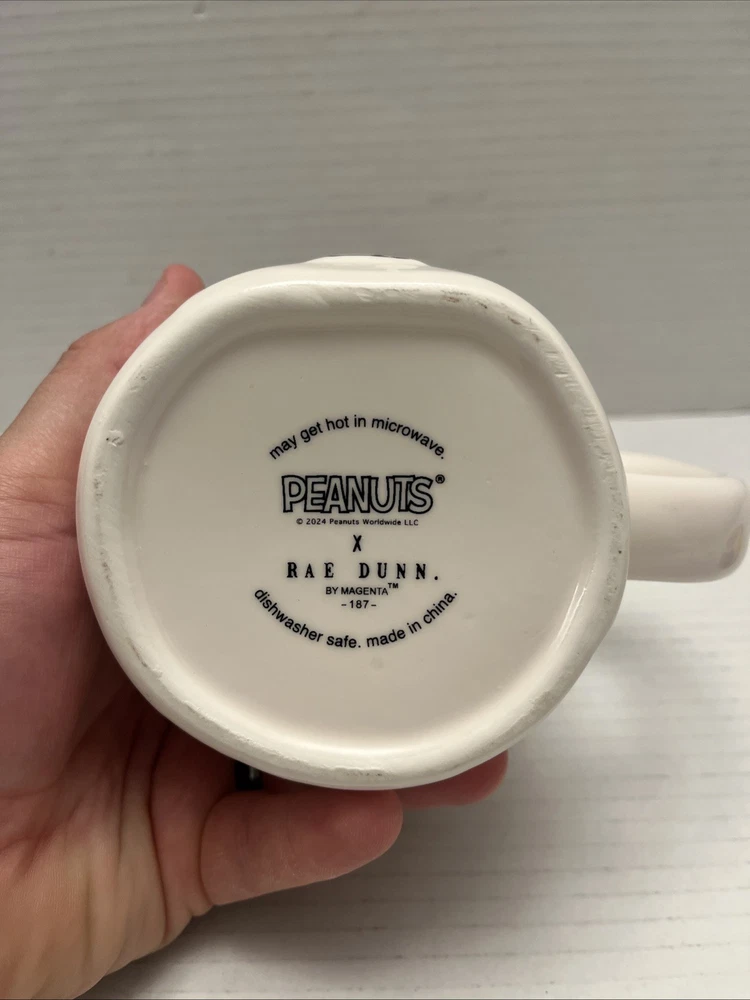 may get hot in microwave.
PEANUTS®
© 2024 Peanuts Worldwide LLC
X
RAE DUNN.
BY MAGENTA™
-187-
dishwasher safe. made in china.